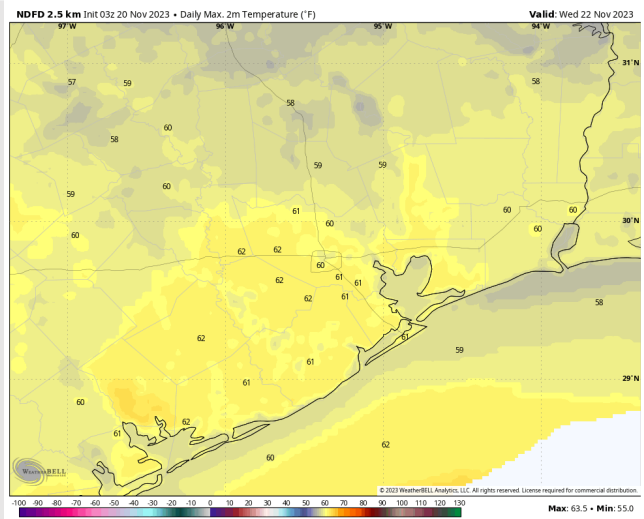 NDFD 2.5 km Init 03z 20 Nov 2023 • Daily Max. 2m Temperature (°F)
Valid: Wed 22 Nov 2023
97°W 96°W 95°W 94°W
31°N
57 59 58
58
60
58
59 59
60
59
61 60 60
60
30°N
60
60
62 62
60
61
62 61
62 61
58
62
61
59
61
61
29°N
60
62
61
62
60
WEATHERBELL
© 2023 WeatherBELL Analytics, LLC. All rights reserved. License required for commercial distribution.
-100 -90 -80 -70 -60 -50 -40 -30 -20 -10 0 10 20 30 40 50 60 70 80 90 100 110 120 130
Max: 63.5 • Min: 55.0